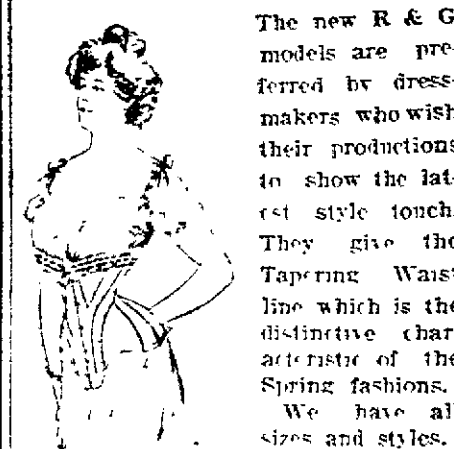 The new R & G
models are pre-
ferred by dress-
makers who wish
their productions
to show the lat-
est style touch.
They give the
Tapering Waist
line which is the
distinctive char
acteristic of the
Spring fashions.
We have all
sizes and styles.